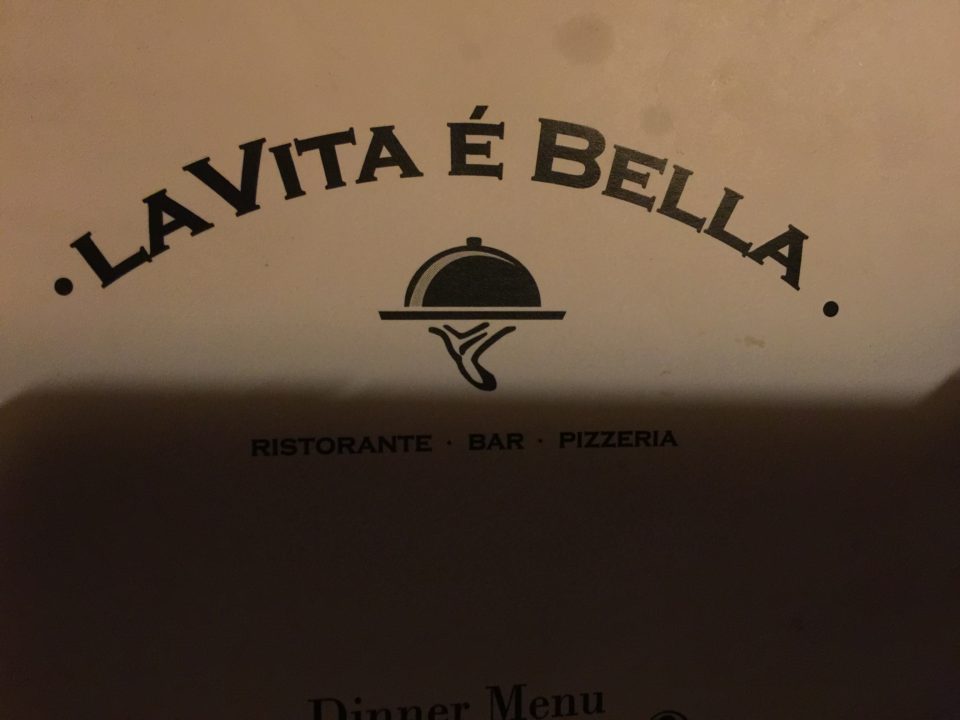 • LA VITA É BELLA •
RISTORANTE · BAR · PIZZERIA
Dinner Menu